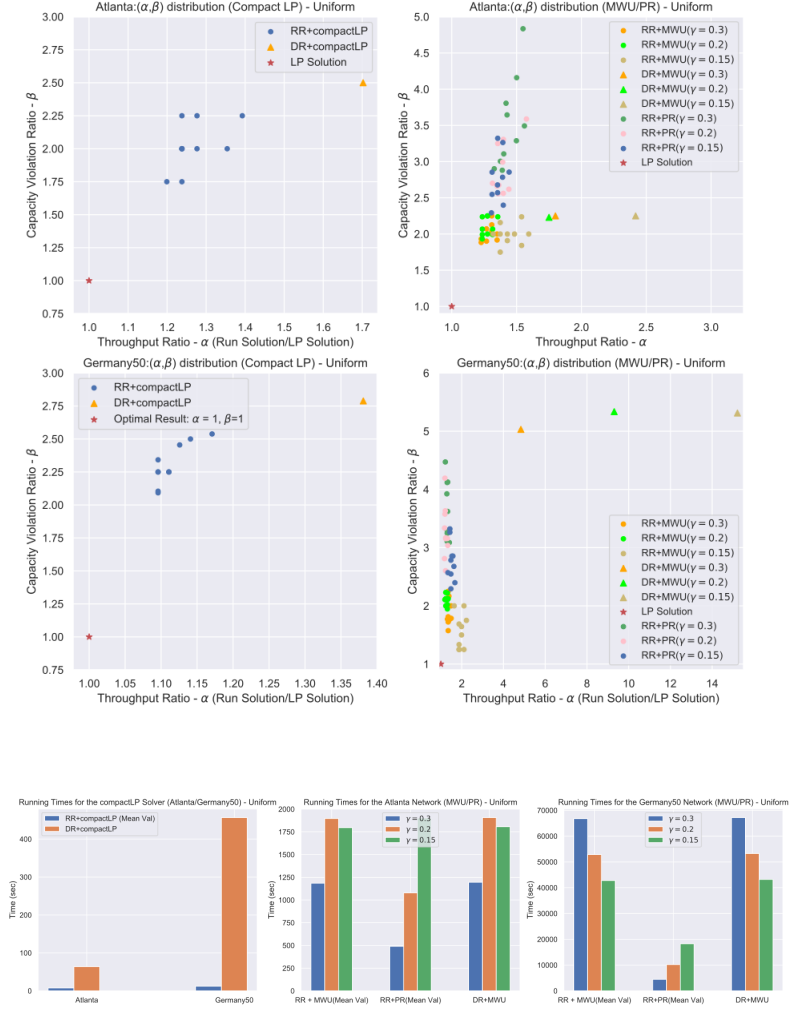 Atlanta:(α,β) distribution (Compact LP) - Uniform
3.00
2.75
2.50
2.25
2.00
1.75
1.50
1.25
1.00
0.75
Capacity Violation Ratio - β
RR+compactLP
DR+compactLP
LP Solution
1.0 1.1 1.2 1.3 1.4 1.5 1.6 1.7
Throughput Ratio - α (Run Solution/LP Solution)
Atlanta:(α,β) distribution (MWU/PR) - Uniform
5.0
4.5
4.0
3.5
3.0
2.5
2.0
1.5
1.0
Capacity Violation Ratio - β
RR+MWU(γ = 0.3)
RR+MWU(γ = 0.2)
RR+MWU(γ = 0.15)
DR+MWU(γ = 0.3)
DR+MWU(γ = 0.2)
DR+MWU(γ = 0.15)
RR+PR(γ = 0.3)
RR+PR(γ = 0.2)
RR+PR(γ = 0.15)
LP Solution
1.0 1.5 2.0 2.5 3.0
Throughput Ratio - α
Germany50:(α,β) distribution (Compact LP) - Uniform
3.00
2.75
2.50
2.25
2.00
1.75
1.50
1.25
1.00
0.75
Capacity Violation Ratio - β
RR+compactLP
DR+compactLP
Optimal Result: α = 1, β=1
1.00 1.05 1.10 1.15 1.20 1.25 1.30 1.35 1.40
Throughput Ratio - α (Run Solution/LP Solution)
Germany50:(α,β) distribution (MWU/PR) - Uniform
6
5
4
3
2
1
Capacity Violation Ratio - β
RR+MWU(γ = 0.3)
RR+MWU(γ = 0.2)
RR+MWU(γ = 0.15)
DR+MWU(γ = 0.3)
DR+MWU(γ = 0.2)
DR+MWU(γ = 0.15)
LP Solution
RR+PR(γ = 0.3)
RR+PR(γ = 0.2)
RR+PR(γ = 0.15)
2 4 6 8 10 12 14
Throughput Ratio - α (Run Solution/LP Solution)
Running Times for the compactLP Solver (Atlanta/Germany50) - Uniform
RR+compactLP (Mean Val)
DR+compactLP
400
300
200
100
0
Time (sec)
Atlanta Germany50
Running Times for the Atlanta Network (MWU/PR) - Uniform
2000
1750
1500
1250
1000
750
500
250
0
Time (sec)
γ = 0.3
γ = 0.2
γ = 0.15
RR + MWU(Mean Val) RR+PR(Mean Val) DR+MWU
Running Times for the Germany50 Network (MWU/PR) - Uniform
70000
60000
50000
40000
30000
20000
10000
0
Time (sec)
γ = 0.3
γ = 0.2
γ = 0.15
RR + MWU(Mean Val) RR+PR(Mean Val) DR+MWU